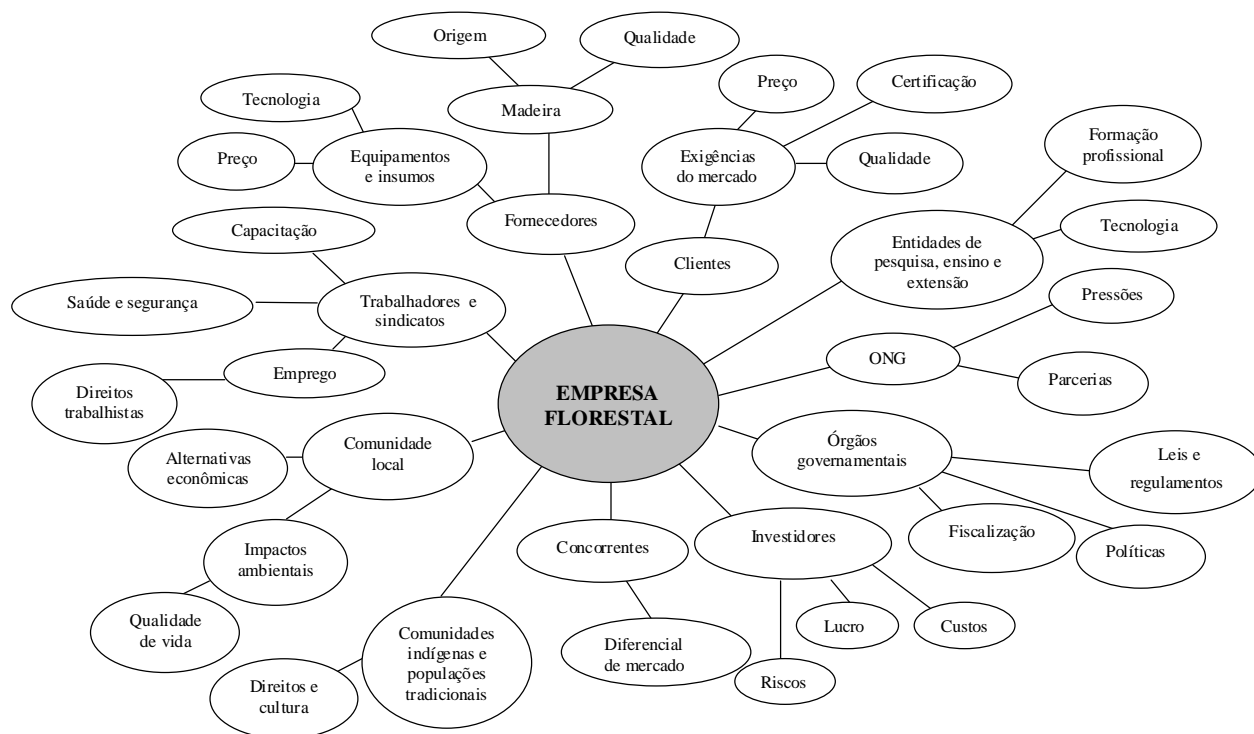 Origem
Qualidade
Tecnologia
Madeira
Preço
Certificação
Preço
Equipamentos
e insumos
Exigências
do mercado
Qualidade
Formação
profissional
Capacitação
Fornecedores
Clientes
Entidades de
pesquisa, ensino e
extensão
Tecnologia
Saúde e segurança
Trabalhadores e
sindicatos
Pressões
Emprego
EMPRESA
FLORESTAL
ONG
Parcerias
Direitos
trabalhistas
Comunidade
local
Órgãos
governamentais
Leis e
regulamentos
Alternativas
econômicas
Impactos
ambientais
Concorrentes
Investidores
Fiscalização
Políticas
Qualidade
de vida
Comunidades
indígenas e
populações
tradicionais
Diferencial
de mercado
Lucro
Custos
Direitos e
cultura
Riscos